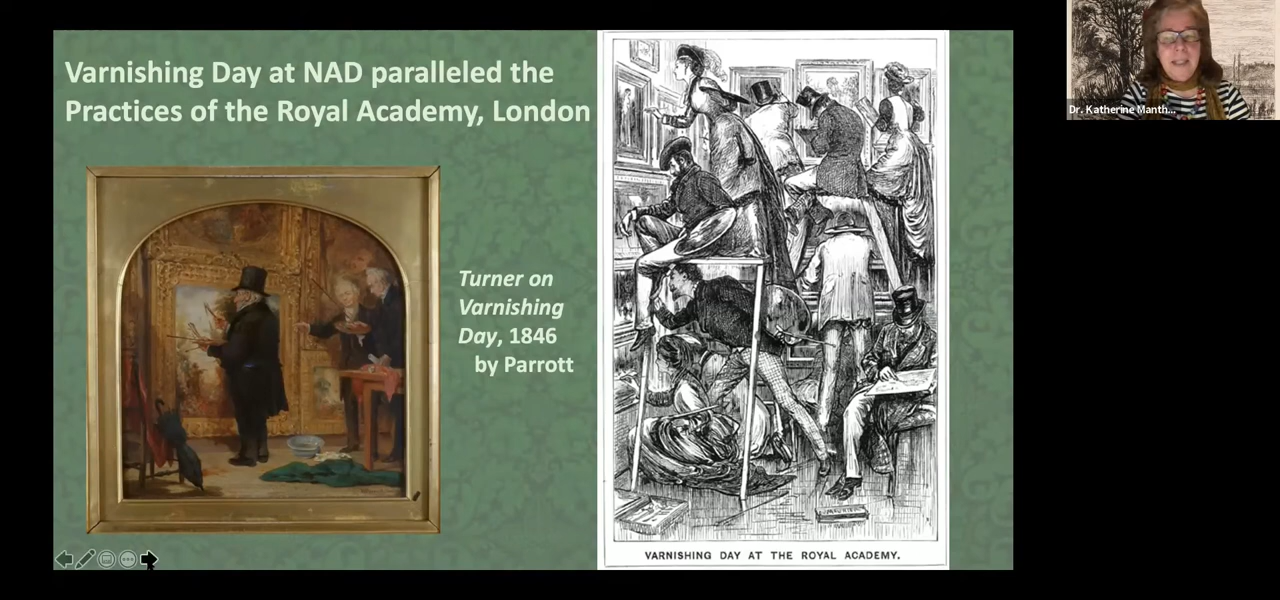 Varnishing Day at NAD paralleled the
Practices of the Royal Academy, London
Turner on
Varnishing
Day, 1846
by Parrott
VARNISHING DAY AT THE ROYAL ACADEMY.
Dr. Katherine Manth...